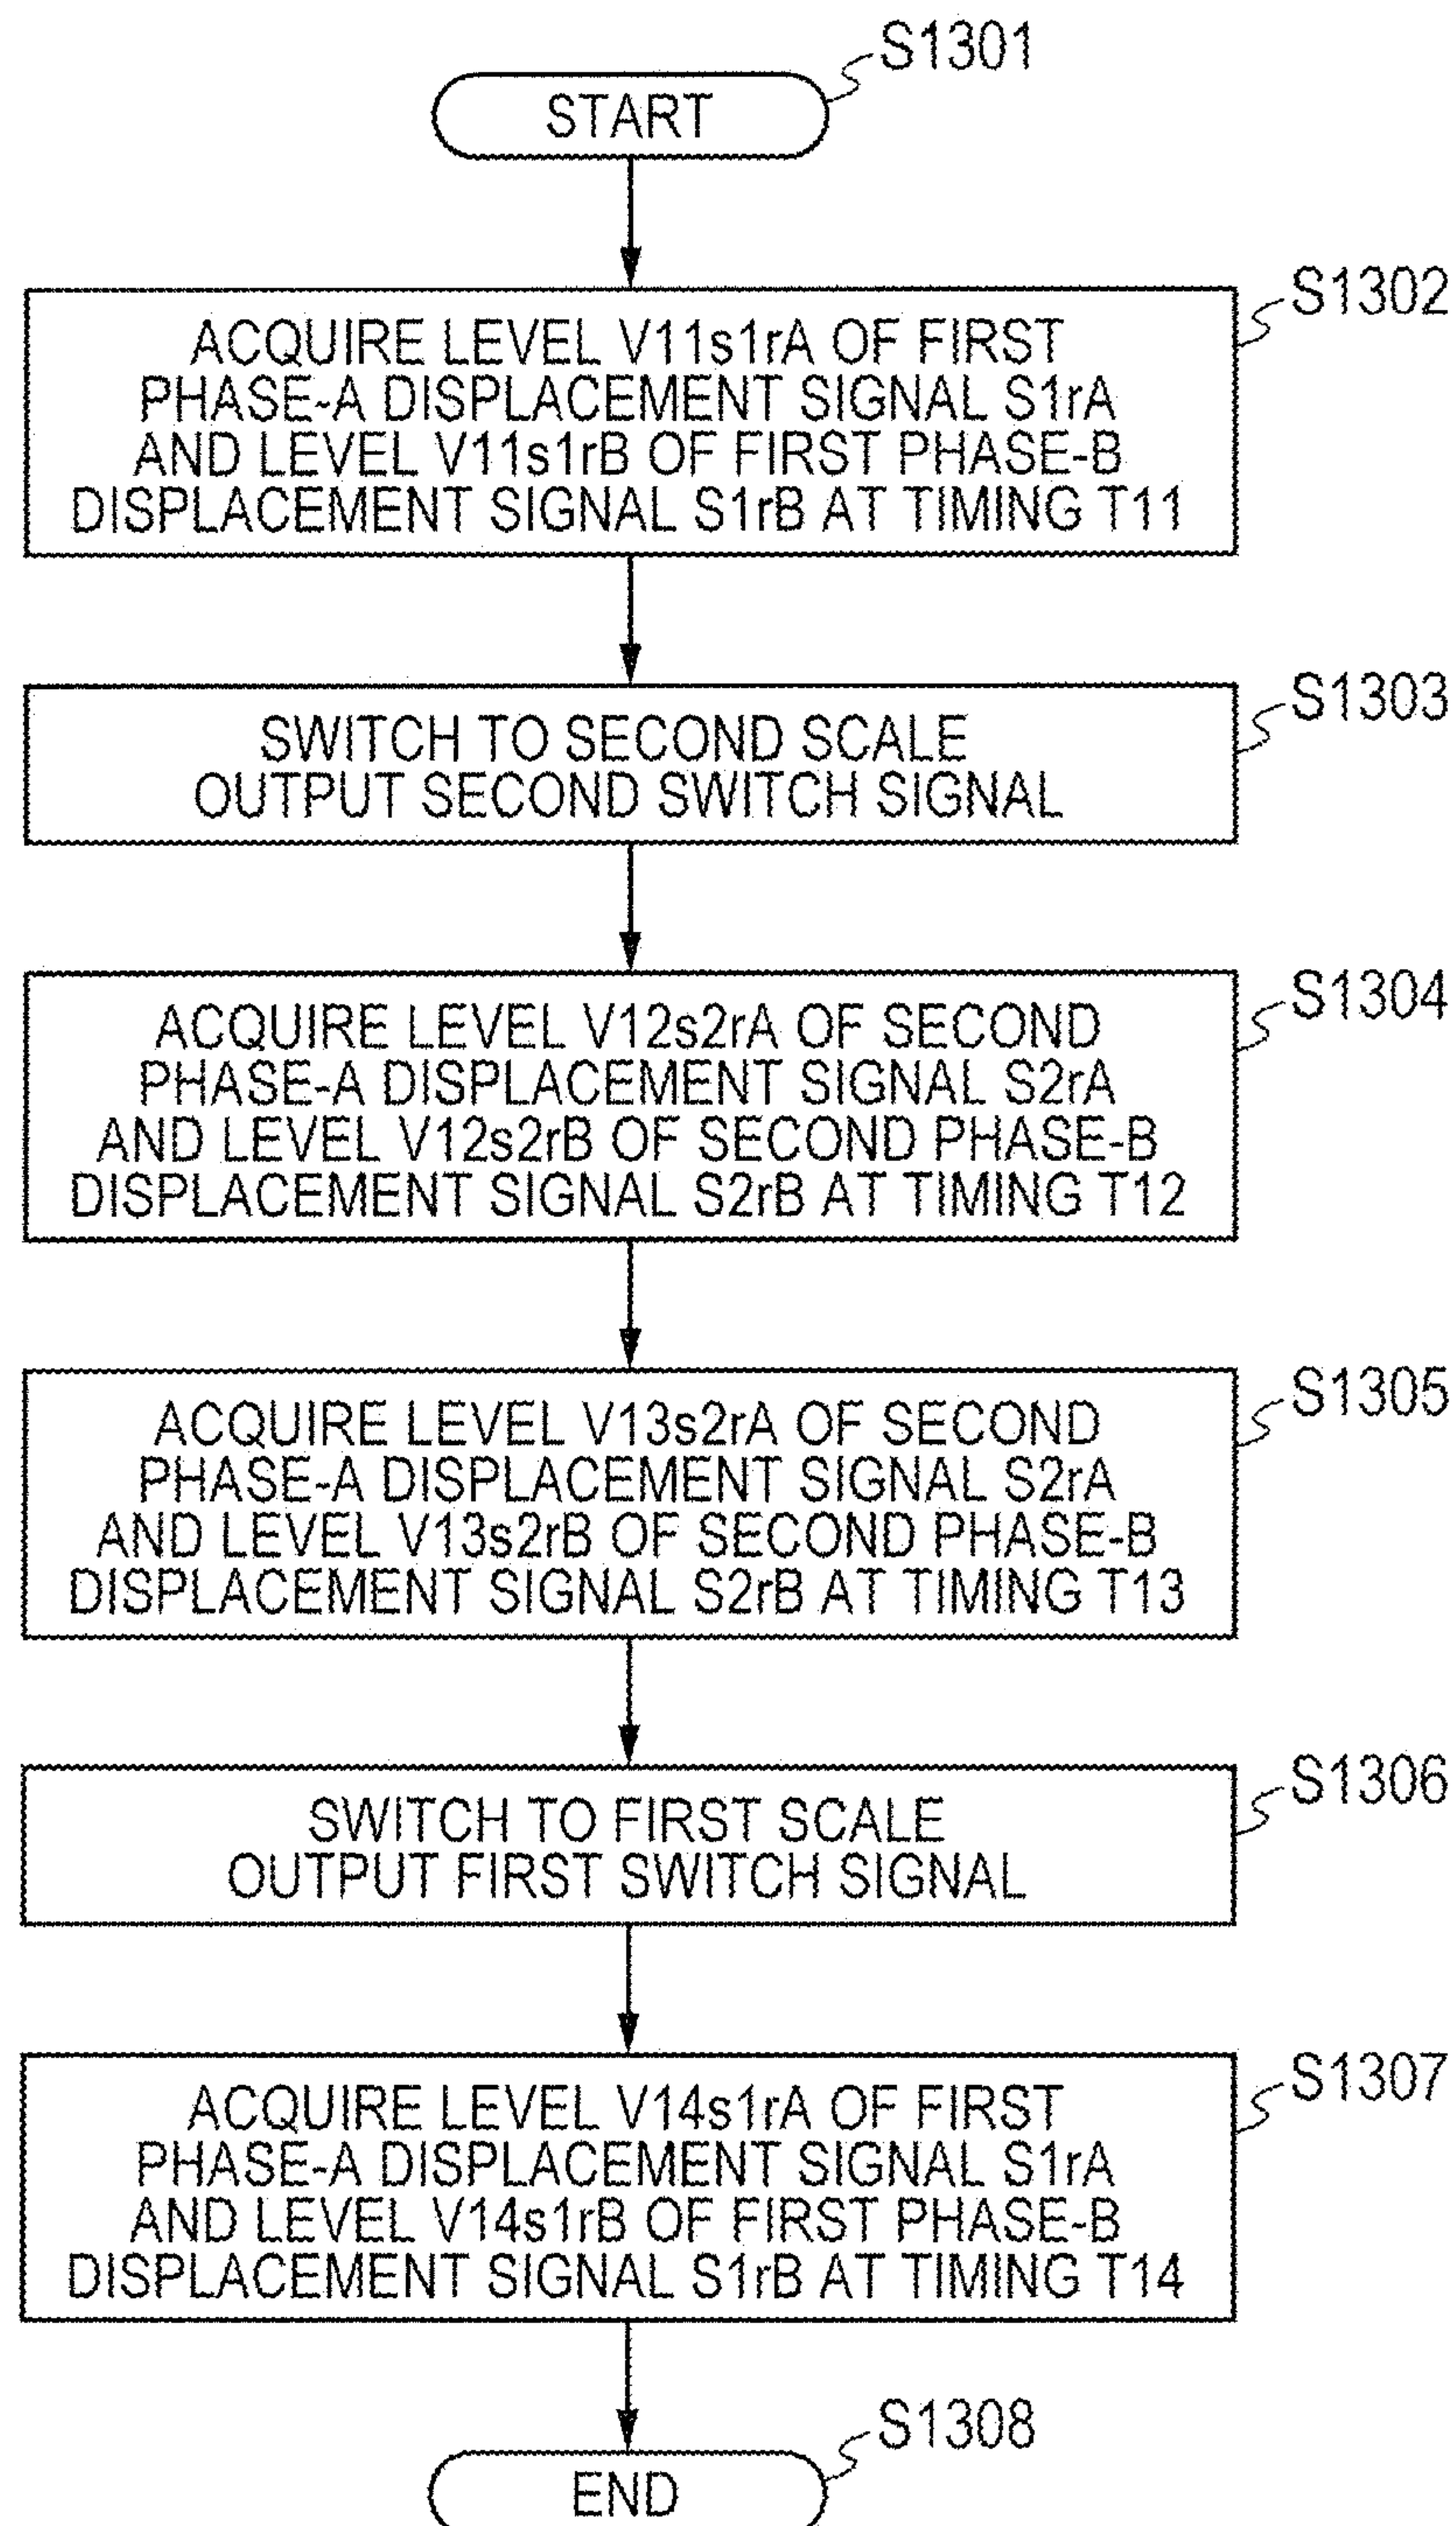 S1301
START
S1302
ACQUIRE LEVEL V11s1rA OF FIRST
PHASE-A DISPLACEMENT SIGNAL S1rA
AND LEVEL V11s1rB OF FIRST PHASE-B
DISPLACEMENT SIGNAL S1rB AT TIMING T11
S1303
SWITCH TO SECOND SCALE
OUTPUT SECOND SWITCH SIGNAL
S1304
ACQUIRE LEVEL V12s2rA OF SECOND
PHASE-A DISPLACEMENT SIGNAL S2rA
AND LEVEL V12s2rB OF SECOND PHASE-B
DISPLACEMENT SIGNAL S2rB AT TIMING T12
S1305
ACQUIRE LEVEL V13s2rA OF SECOND
PHASE-A DISPLACEMENT SIGNAL S2rA
AND LEVEL V13s2rB OF SECOND PHASE-B
DISPLACEMENT SIGNAL S2rB AT TIMING T13
S1306
SWITCH TO FIRST SCALE
OUTPUT FIRST SWITCH SIGNAL
S1307
ACQUIRE LEVEL V14s1rA OF FIRST
PHASE-A DISPLACEMENT SIGNAL S1rA
AND LEVEL V14s1rB OF FIRST PHASE-B
DISPLACEMENT SIGNAL S1rB AT TIMING T14
S1308
END